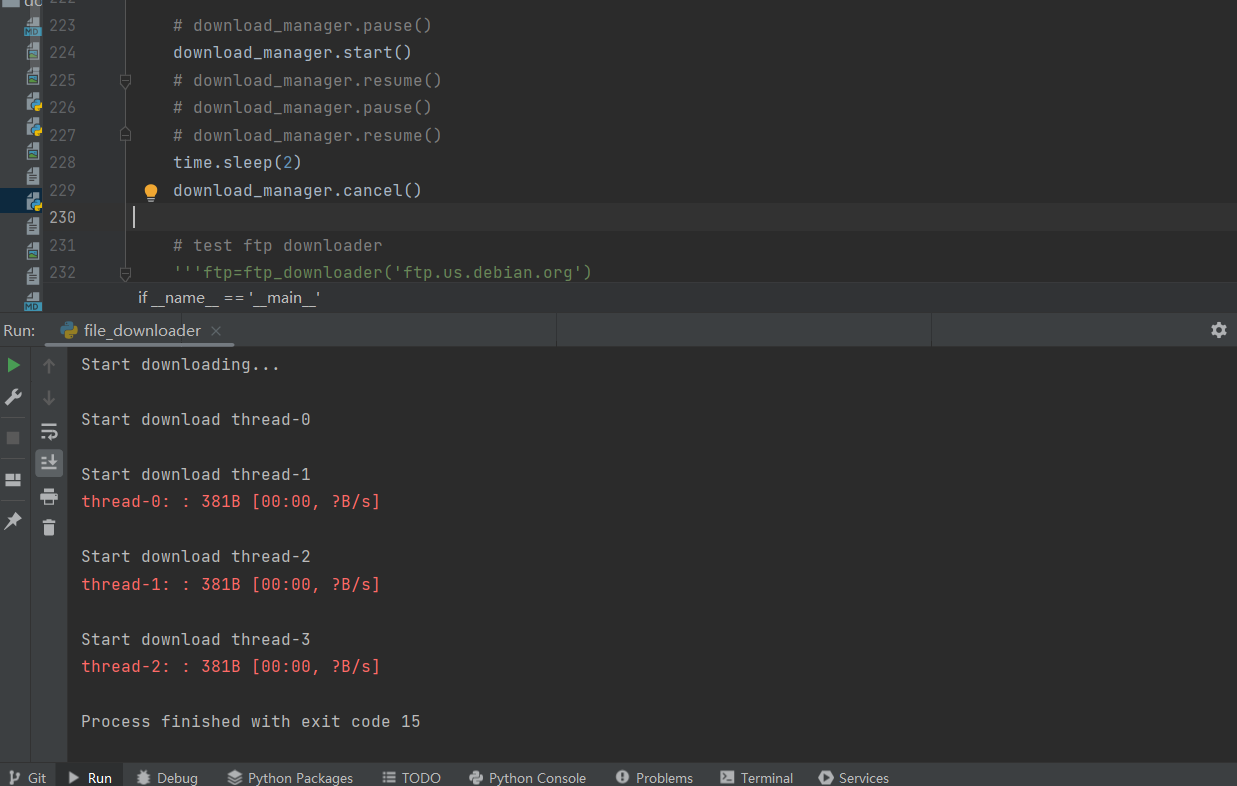 222
223 # download_manager.pause()
224 download_manager.start()
225 # download_manager.resume()
226 # download_manager.pause()
227 # download_manager.resume()
228 time.sleep(2)
229 download_manager.cancel()
230
231 # test ftp downloader
232 '''ftp=ftp_downloader('ftp.us.debian.org')
MD
MD
if __name__ == '__main__'
Run: file_downloader
Start downloading...
Start download thread-0
Start download thread-1
thread-0: : 381B [00:00, ?B/s]
Start download thread-2
thread-1: : 381B [00:00, ?B/s]
Start download thread-3
thread-2: : 381B [00:00, ?B/s]
Process finished with exit code 15
Git Run Debug Python Packages TODO Python Console Problems Terminal Services